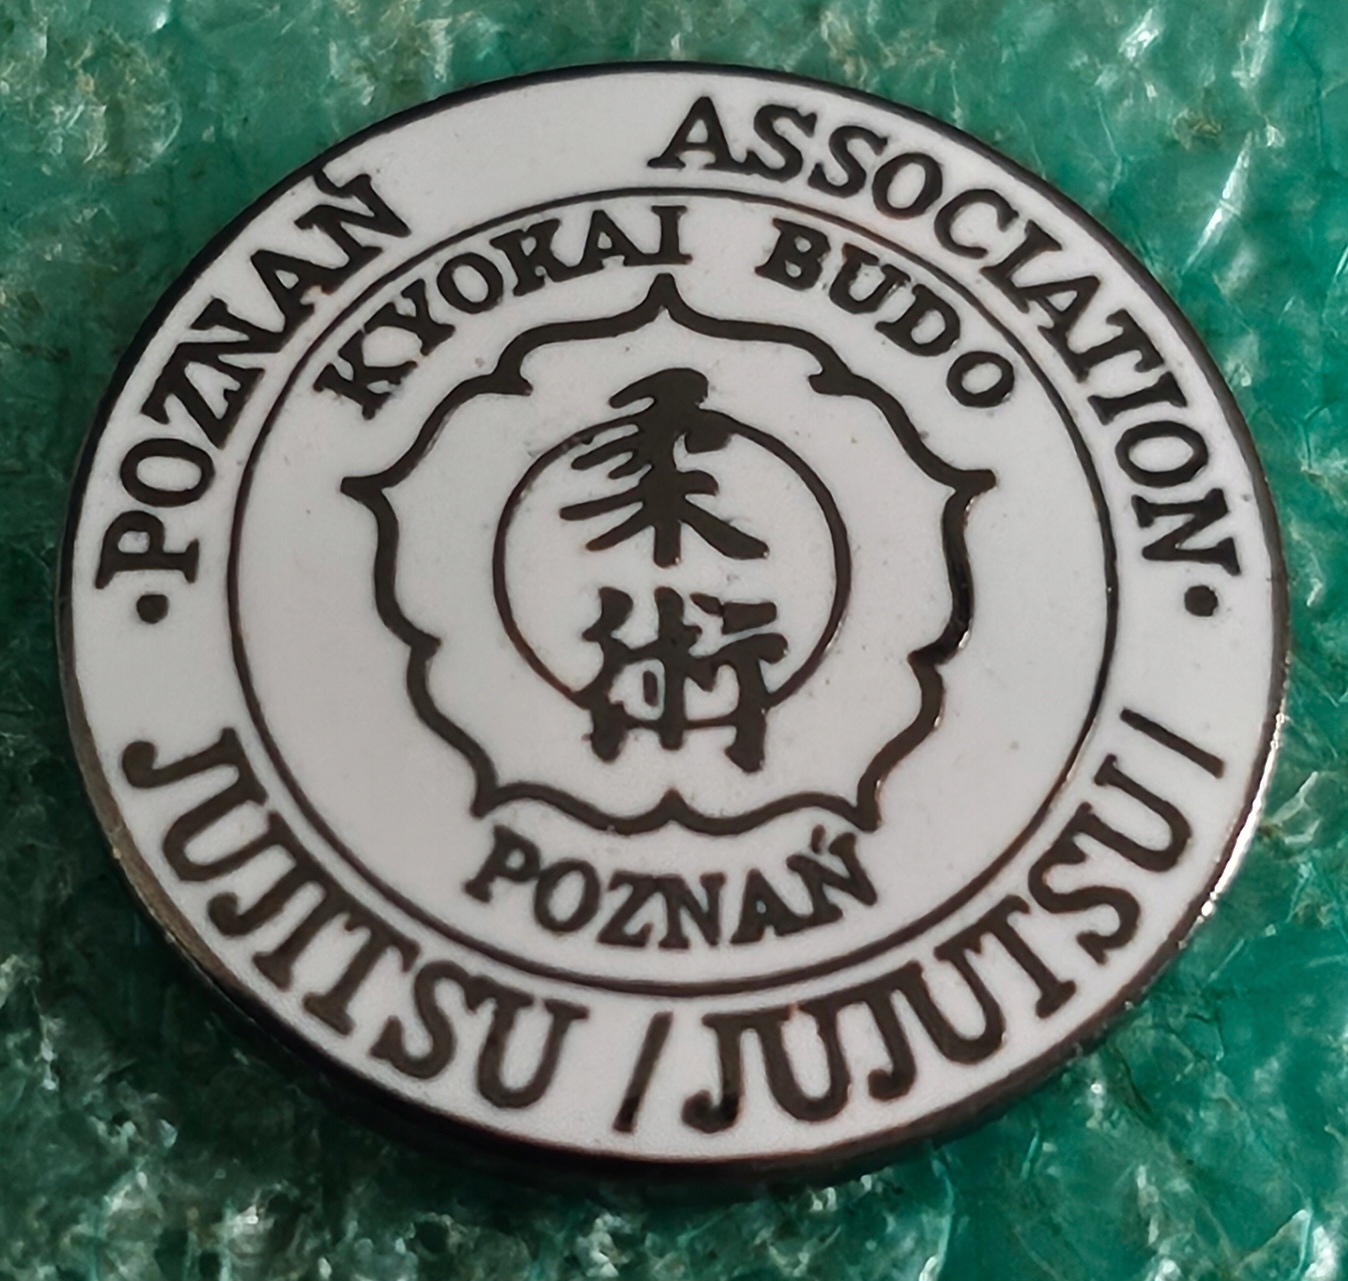 ·POZNAŃ ASSOCIATION·
KYOKAI BUDO
柔
術
POZNAŃ
JUJITSU / JUJUTSU /